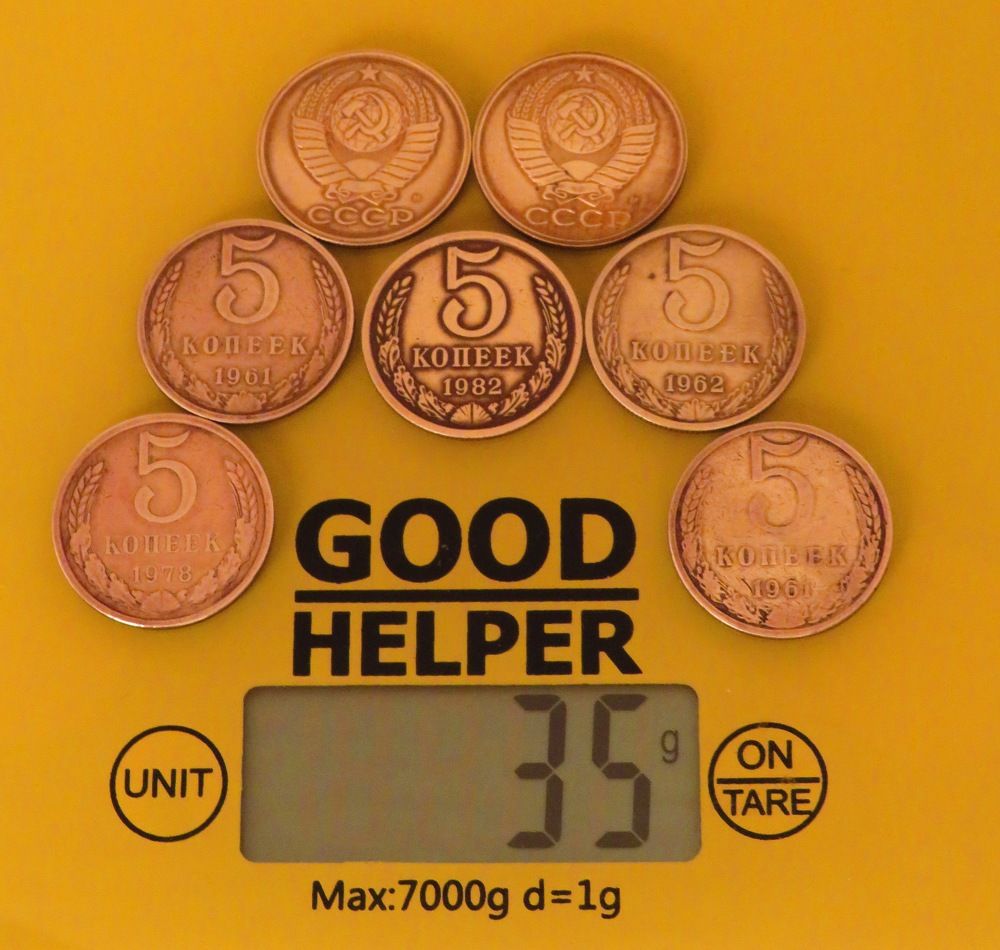 СССР
СССР
5
КОПЕЕК
1961
5
КОПЕЕК
1982
5
КОПЕЕК
1962
5
КОПЕЕК
1978
5
КОПЕЕК
1961
GOOD
HELPER
35 g
UNIT
ON
TARE
Max:7000g d=1g